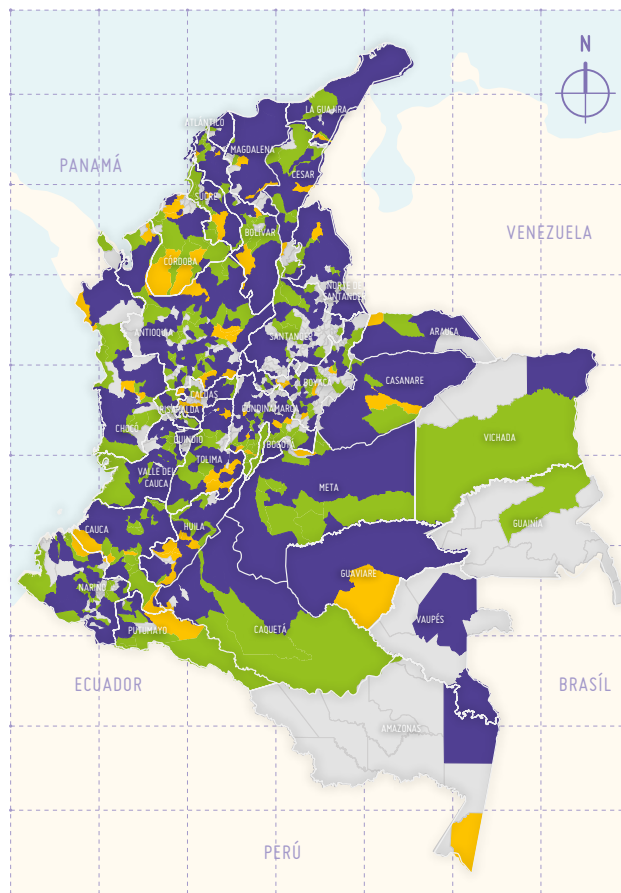 N
LA GUAJIRA
ATLÁNTICO
MAGDALENA
PANAMÁ
CESAR
SUCRE
BOLÍVAR
VENEZUELA
CÓRDOBA
NORTE DE
SANTANDER
ANTIOQUIA
SANTANDER
ARAUCA
BOYACÁ
CASANARE
CALDAS
RISARALDA
CUNDINAMARCA
CHOCÓ
QUINDIO
BOGOTÁ
VICHADA
TOLIMA
VALLE DEL
CAUCA
META
GUAINÍA
CAUCA
HUILA
GUAVIARE
NARIÑO
VAUPÉS
PUTUMAYO
CAQUETÁ
ECUADOR
BRASÍL
AMAZONAS
PERÚ